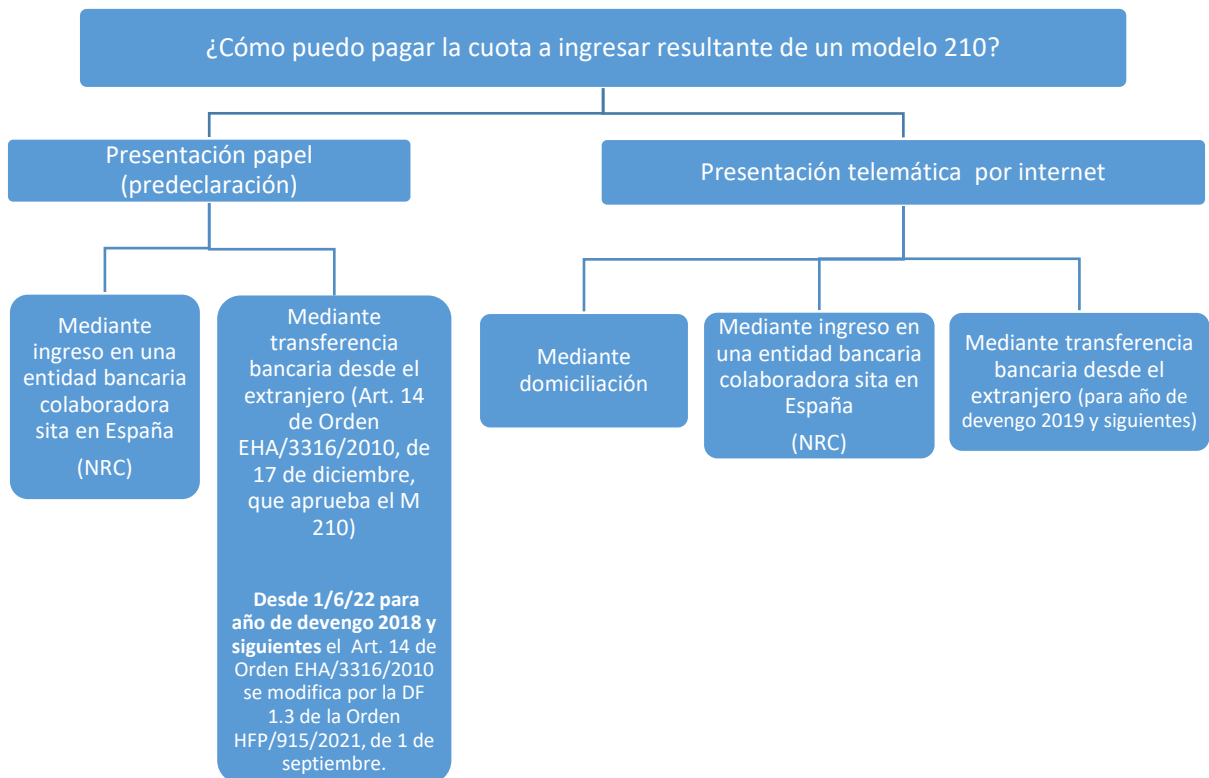 ¿Cómo puedo pagar la cuota a ingresar resultante de un modelo 210?
Presentación papel
(predeclaración)
Presentación telemática por internet
Mediante
ingreso en una
entidad bancaria
colaboradora
sita en España
(NRC)
Mediante
transferencia
bancaria desde el
extranjero (Art. 14
de Orden
EHA/3316/2010, de
17 de diciembre,
que aprueba el M
210)
Desde 1/6/22 para
año de devengo 2018 y
siguientes el Art. 14 de
Orden EHA/3316/2010
se modifica por la DF
1.3 de la Orden
HFP/915/2021, de 1 de
septiembre.
Mediante
domiciliación
Mediante ingreso en
una entidad bancaria
colaboradora sita en
España
(NRC)
Mediante transferencia
bancaria desde el
extranjero (para año de
devengo 2019 y siguientes)